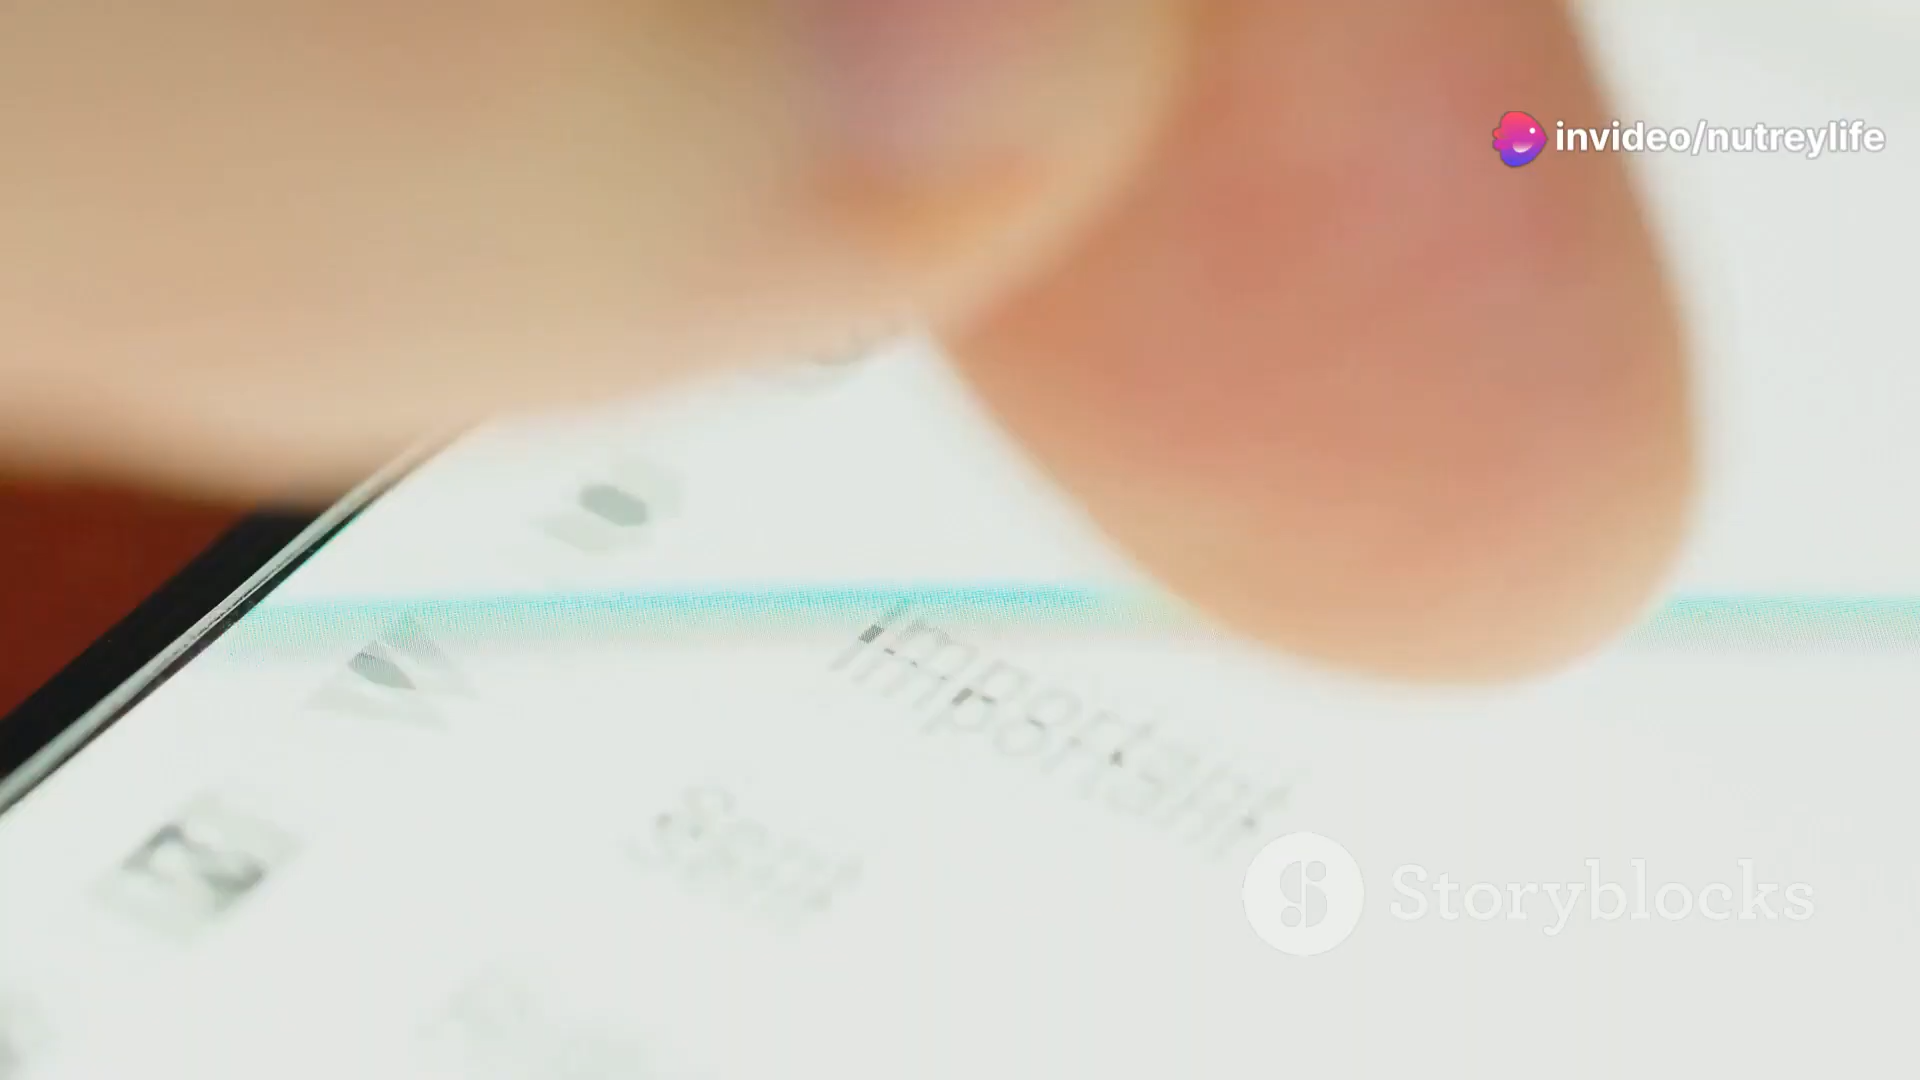 invideo/nutreylife
Important
Sent
Storyblocks